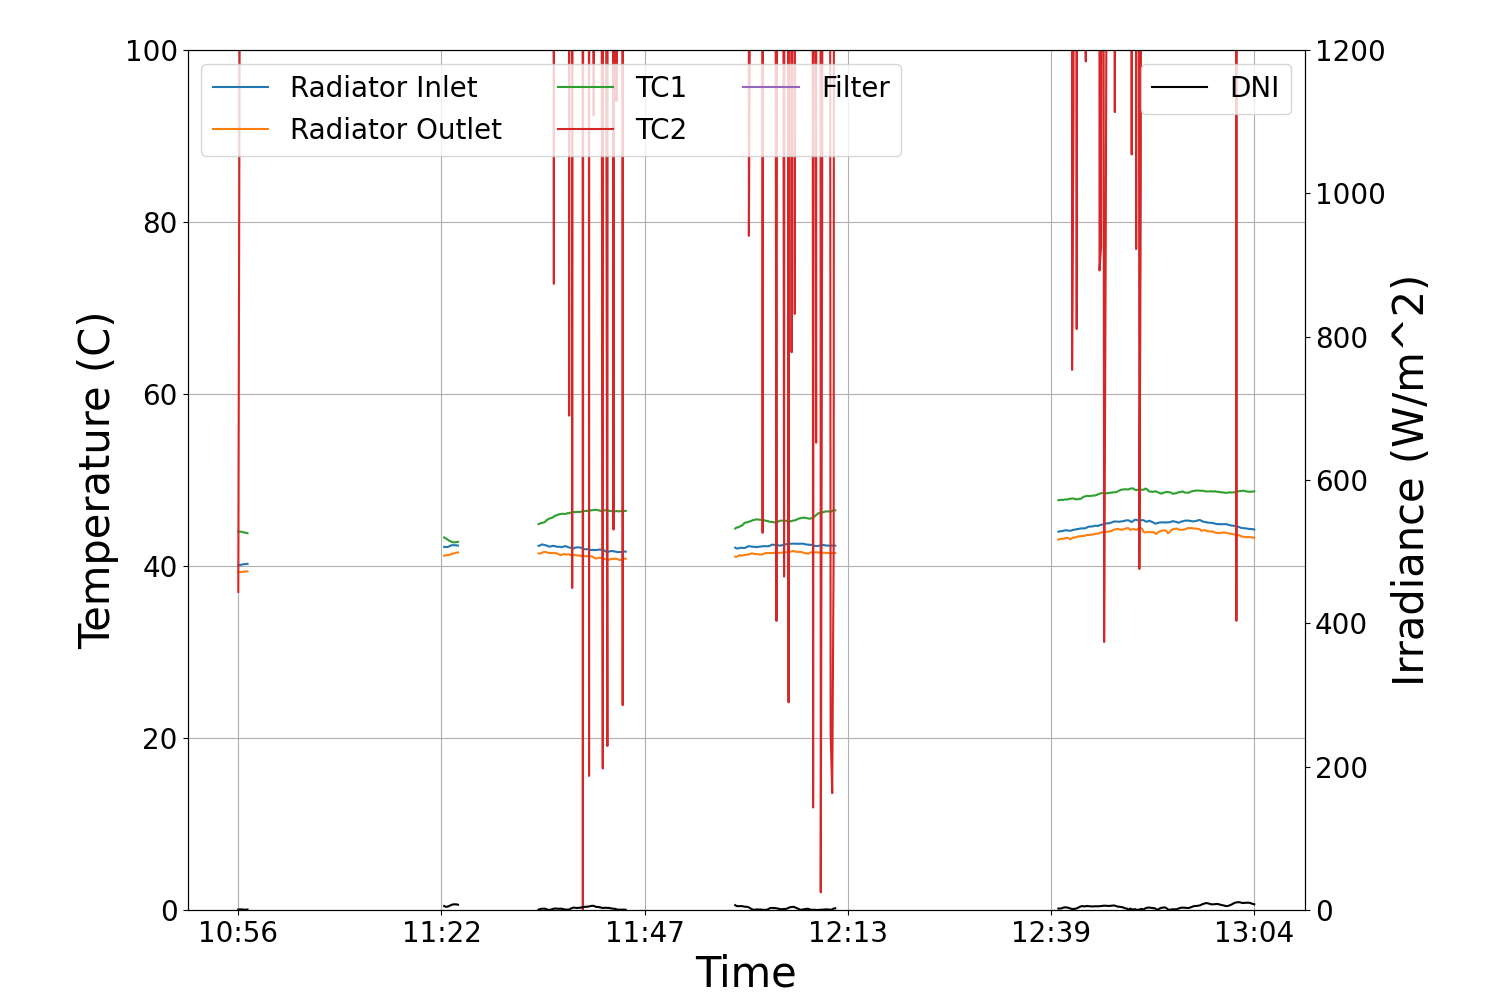 100
80
60
40
20
0
Temperature (C)
Radiator Inlet
Radiator Outlet
TC1
TC2
Filter
DNI
1200
1000
800
600
400
200
0
Irradiance (W/m^2)
10:56
11:22
11:47
12:13
12:39
13:04
Time